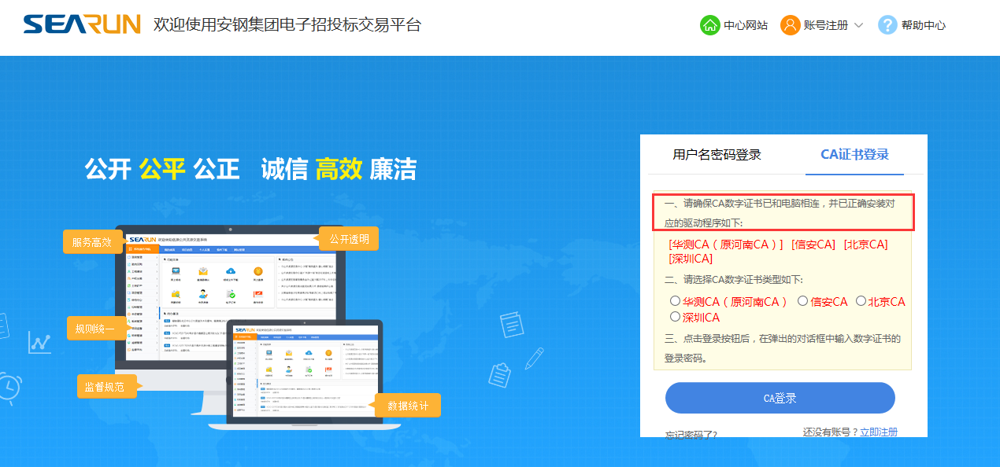 SEARUN 欢迎使用安钢集团电子招投标交易平台
中心网站 账号注册 帮助中心
用户名密码登录 CA证书登录
公开 公平 公正 诚信 高效 廉洁
一、请确保CA数字证书已和电脑相连，并已正确安装对
应的驱动程序如下:
[华测CA（原河南CA）] [信安CA] [北京CA]
[深圳CA]
二、请选择CA数字证书类型如下:
华测CA（原河南CA） 信安CA 北京CA
深圳CA
三、点击登录按钮后，在弹出的对话框中输入数字证书的
登录密码。
CA登录
忘记密码了? 还没有账号？立即注册
服务高效
公开透明
规则统一
监督规范
数据统计
SEARUN
SEARUN